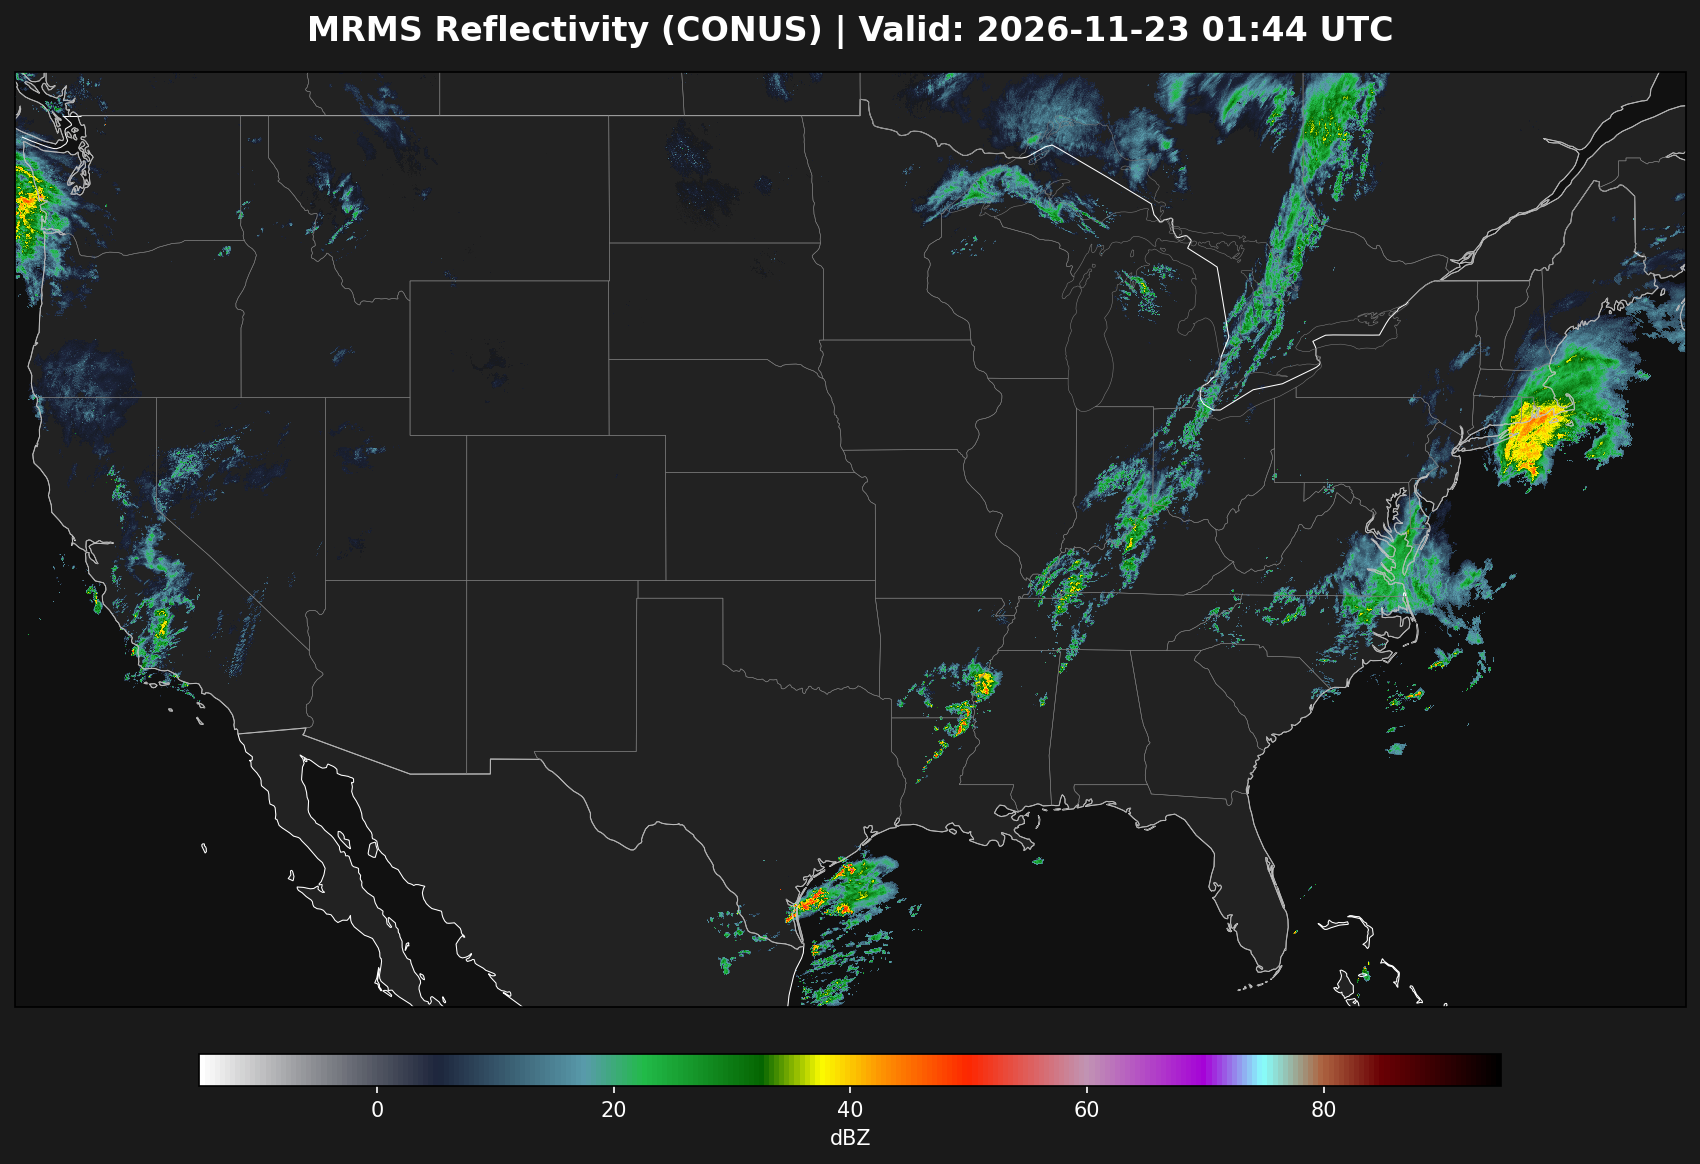 MRMS Reflectivity (CONUS) | Valid: 2026-11-23 01:44 UTC
0 20 40 60 80
dBZ